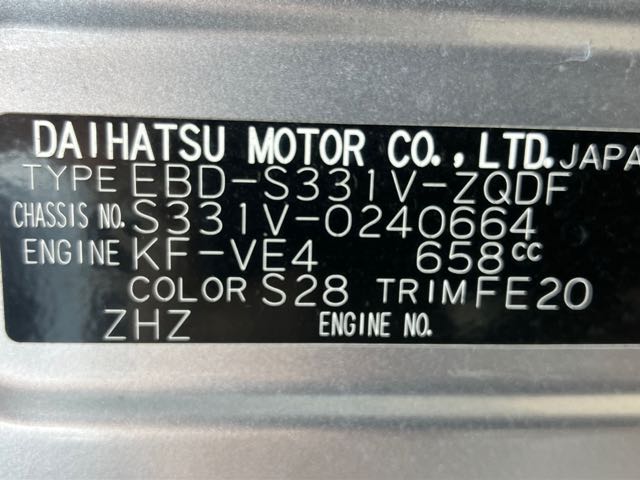 DAIHATSU MOTOR CO., LTD. JAPA
TYPE EBD-S331V-ZQDF
CHASSIS NO. S331V-0240664
ENGINE KF-VE4 658cc
COLOR S28 TRIM FE20
ZHZ ENGINE NO.